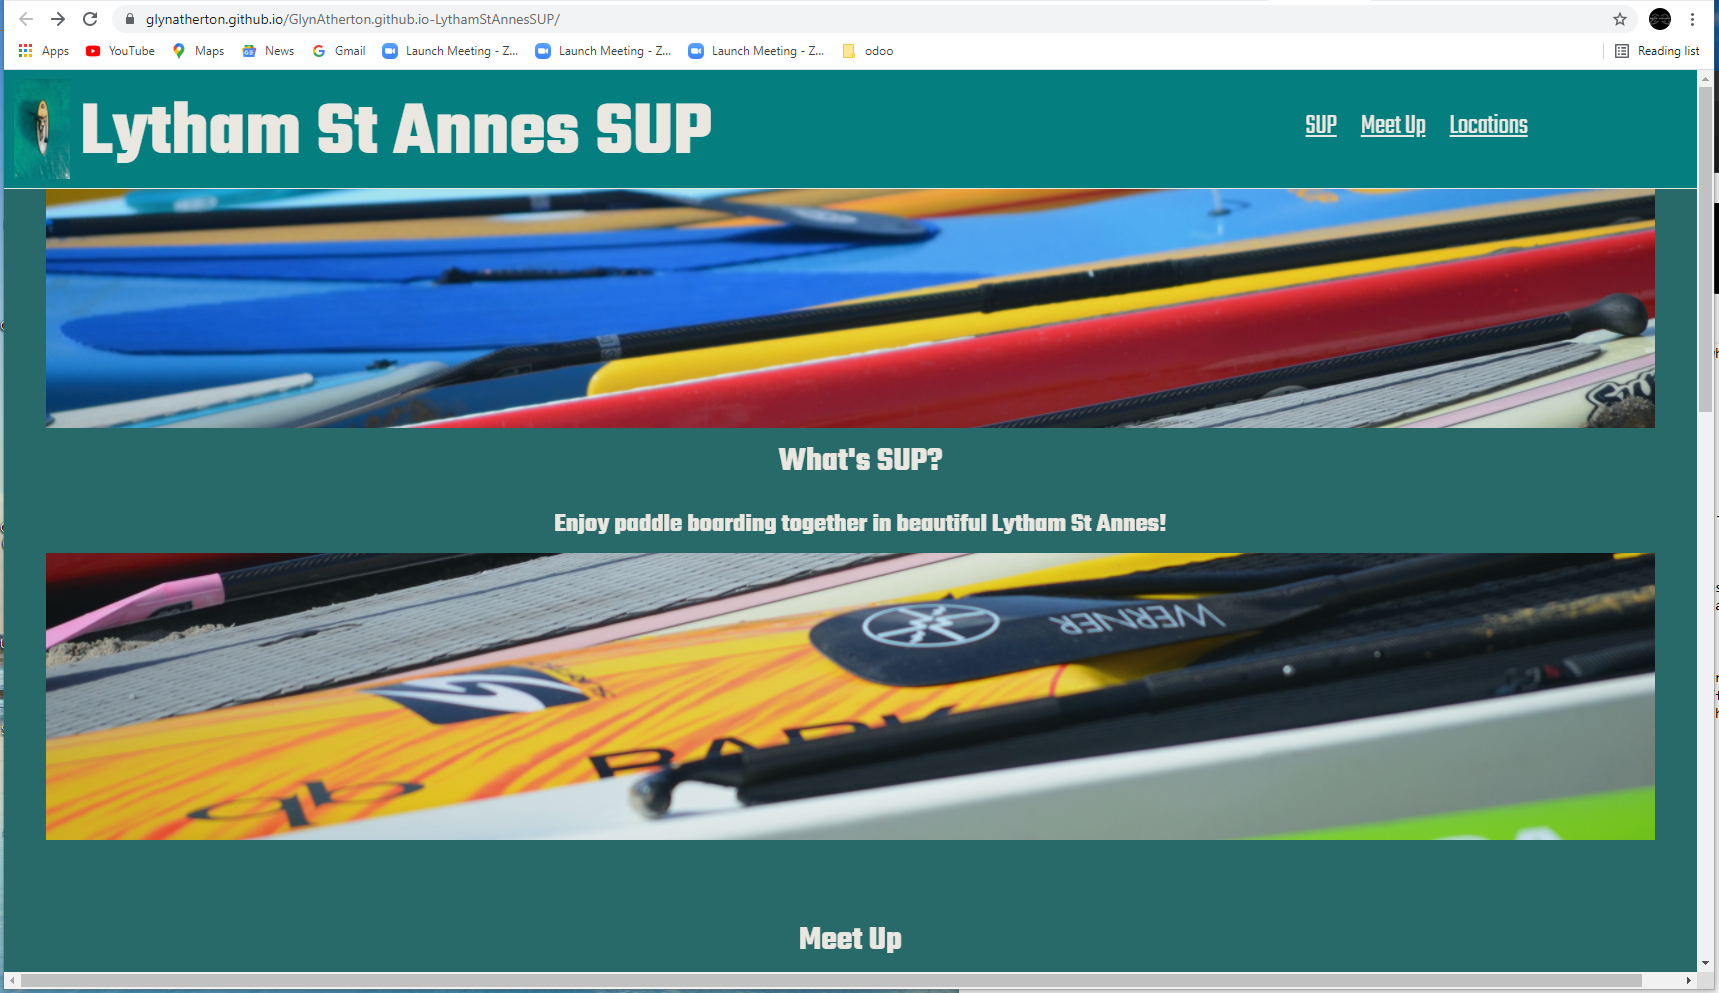 glynatherton.github.io/GlynAtherton.github.io-LythamStAnnesSUP/
Apps YouTube Maps News Gmail Launch Meeting - Z... Launch Meeting - Z... Launch Meeting - Z... odoo Reading list
Lytham St Annes SUP
SUP Meet Up Locations
What's SUP?
Enjoy paddle boarding together in beautiful Lytham St Annes!
WERNER
Meet Up